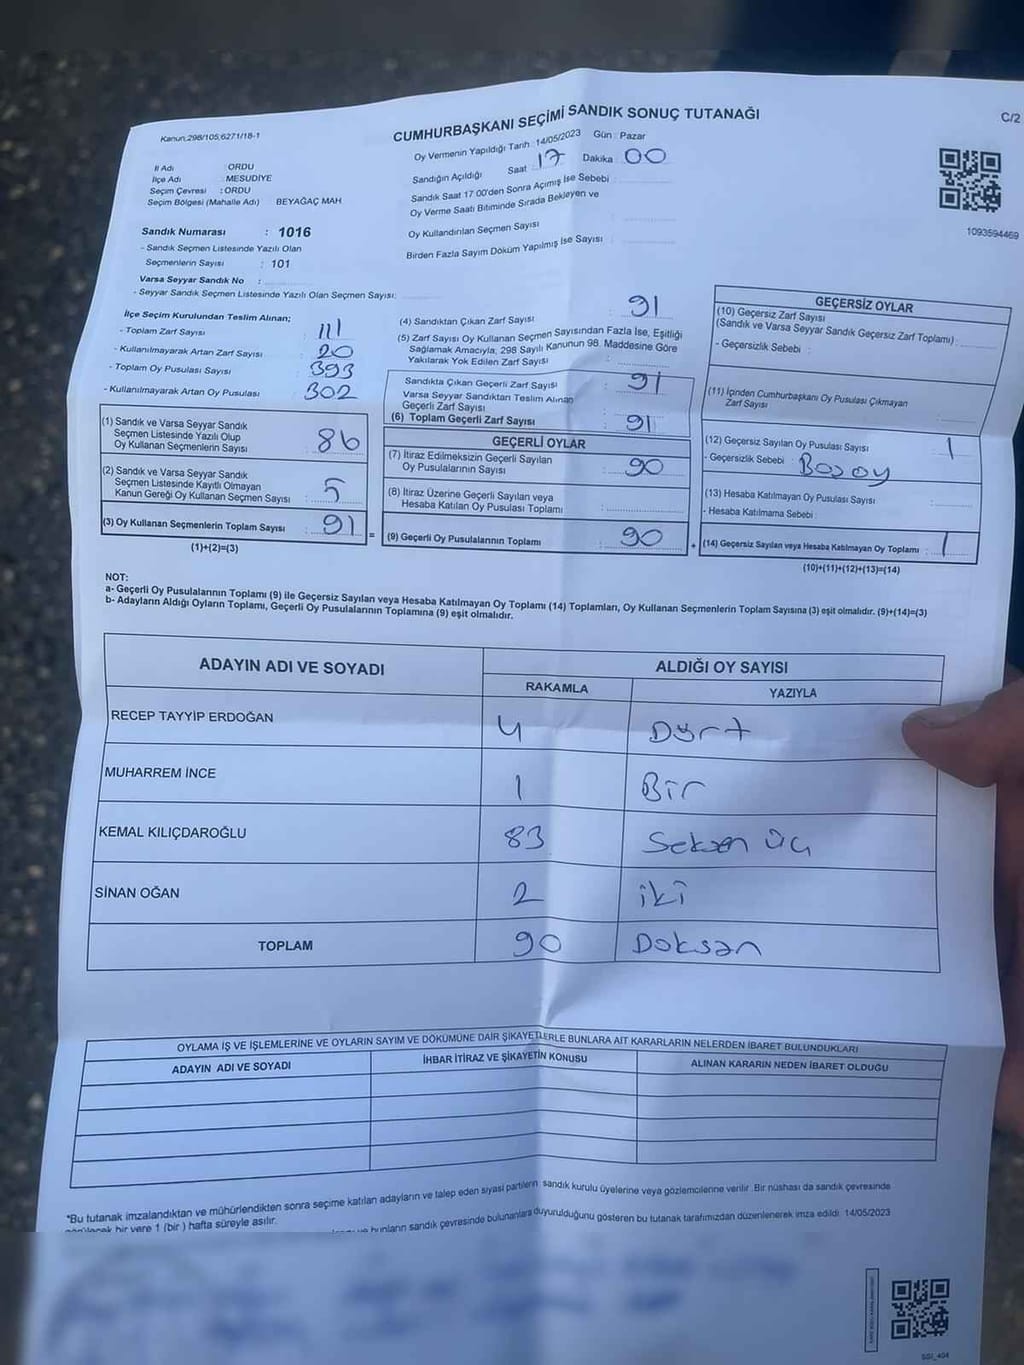 Kanun.298/105,6271/18-1
CUMHURBAŞKANI SEÇİMİ SANDIK SONUÇ TUTANAĞI
C/2
Oy Vermenin Yapıldığı Tarih :14/05/2023 Gün : Pazar
İl Adı : ORDU
İlçe Adı : MESUDİYE
Seçim Çevresi : ORDU
Seçim Bölgesi (Mahalle Adı) BEYAĞAÇ MAH.
Sandığın Açıldığı Saat 17 Dakika 00
Sandık Saat 17:00'den Sonra Açımış İse Sebebi :
Oy Verme Saati Bitiminde Sırada Bekleyen ve
Oy Kullandırılan Seçmen Sayısı :
Birden Fazla Sayım Döküm Yapılmış İse Sayısı :
1093594469
Sandık Numarası : 1016
- Sandık Seçmen Listesinde Yazılı Olan
Seçmenlerin Sayısı : 101
Varsa Seyyar Sandık No :
- Seyyar Sandık Seçmen Listesinde Yazılı Olan Seçmen Sayısı:
İlçe Seçim Kurulundan Teslim Alınan;
- Toplam Zarf Sayısı : 111
- Kullanılmayarak Artan Zarf Sayısı : 20
- Toplam Oy Pusulası Sayısı : 393
- Kullanılmayarak Artan Oy Pusulası : 302
(1) Sandık ve Varsa Seyyar Sandık
Seçmen Listesinde Yazılı Olup
Oy Kullanan Seçmenlerin Sayısı : 86
(2) Sandık ve Varsa Seyyar Sandık
Seçmen Listesinde Kayıtlı Olmayan
Kanun Gereği Oy Kullanan Seçmen Sayısı : 5
(3) Oy Kullanan Seçmenlerin Toplam Sayısı : 91
(1)+(2)=(3)
=
(4) Sandıktan Çıkan Zarf Sayısı : 91
(5) Zarf Sayısı Oy Kullanan Seçmen Sayısından Fazla İse, Eşitliği
Sağlamak Amacıyla, 298 Sayılı Kanunun 98. Maddesine Göre
Yakılarak Yok Edilen Zarf Sayısı :
Sandıkta Çıkan Geçerli Zarf Sayısı : 91
Varsa Seyyar Sandıktan Teslim Alınan
Geçerli Zarf Sayısı
(6) Toplam Geçerli Zarf Sayısı : 91
GEÇERLİ OYLAR
(7) İtiraz Edilmeksizin Geçerli Sayılan
Oy Pusulalarının Sayısı : 90
(8) İtiraz Üzerine Geçerli Sayılan veya
Hesaba Katılan Oy Pusulası Toplamı :
(9) Geçerli Oy Pusulalarının Toplamı : 90
+
GEÇERSİZ OYLAR
(10) Geçersiz Zarf Sayısı
(Sandık ve Varsa Seyyar Sandık Geçersiz Zarf Toplamı) :
- Geçersizlik Sebebi :
(11) İçinden Cumhurbaşkanı Oy Pusulası Çıkmayan
Zarf Sayısı :
(12) Geçersiz Sayılan Oy Pusulası Sayısı : 1
- Geçersizlik Sebebi : Boş oy
(13) Hesaba Katılmayan Oy Pusulası Sayısı :
- Hesaba Katılmama Sebebi :
(14) Geçersiz Sayılan veya Hesaba Katılmayan Oy Toplamı : 1
(10)+(11)+(12)+(13)=(14)
NOT:
a- Geçerli Oy Pusulalarının Toplamı (9) ile Geçersiz Sayılan veya Hesaba Katılmayan Oy Toplamı (14) Toplamları, Oy Kullanan Seçmenlerin Toplam Sayısına (3) eşit olmalıdır. (9)+(14)=(3)
b- Adayların Aldığı Oyların Toplamı, Geçerli Oy Pusulalarının Toplamına (9) eşit olmalıdır.
ADAYIN ADI VE SOYADI ALDIĞI OY SAYISI
RAKAMLA YAZIYLA
RECEP TAYYİP ERDOĞAN 4 Dört
MUHARREM İNCE 1 Bir
KEMAL KILIÇDAROĞLU 83 Seksen üç
SİNAN OĞAN 2 iki
TOPLAM 90 Doksan
OYLAMA İŞ VE İŞLEMLERİNE VE OYLARIN SAYIM VE DÖKÜMÜNE DAİR ŞİKAYETLERLE BUNLARA AİT KARARLARIN NELERDEN İBARET BULUNDUKLARI
ADAYIN ADI VE SOYADI İHBAR İTİRAZ VE ŞİKAYETİN KONUSU ALINAN KARARIN NEDEN İBARET OLDUĞU
*Bu tutanak imzalandıktan ve mühürlendikten sonra seçime katılan adayların ve talep eden siyasi partilerin sandık kurulu üyelerine veya gözlemcilerine verilir. Bir nüshası da sandık çevresinde
görülecek bir yere 1 (bir ) hafta süreyle asılır.
ve bunların sandık çevresinde bulunanlara duyurulduğunu gösteren bu tutanak tarafımızdan düzenlenerek imza edildi. 14/05/2023